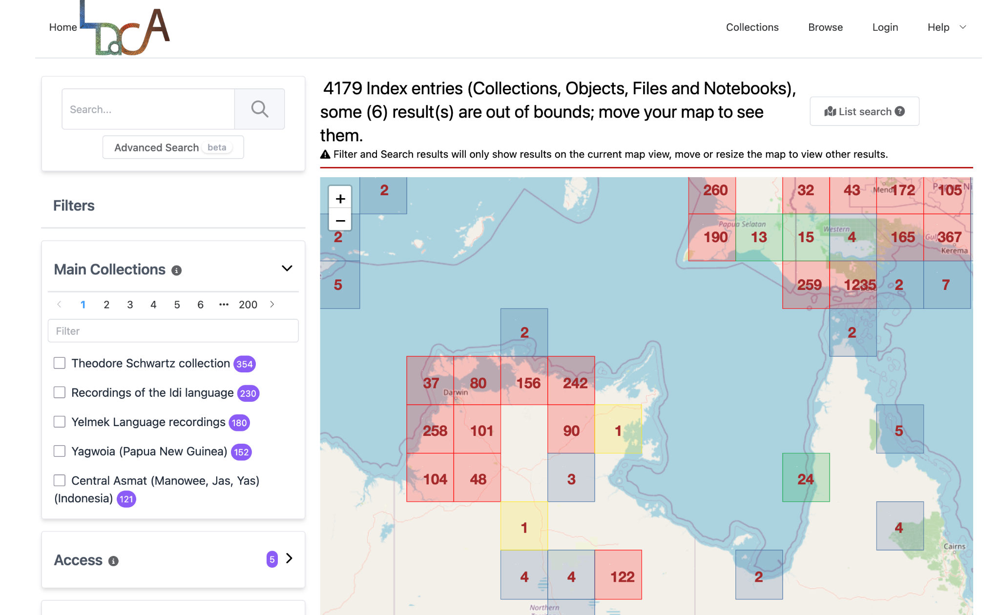 Home
LDaCA
Collections
Browse
Login
Help
Search...
Advanced Search beta
Filters
Main Collections
1 2 3 4 5 6 ••• 200
Filter
Theodore Schwartz collection 354
Recordings of the Idi language 230
Yelmek Language recordings 180
Yagwoia (Papua New Guinea) 152
Central Asmat (Manowee, Jas, Yas)
(Indonesia) 121
Access 5
4179 Index entries (Collections, Objects, Files and Notebooks),
some (6) result(s) are out of bounds; move your map to see
them.
List search
Filter and Search results will only show results on the current map view, move or resize the map to view other results.
+
−
2 260 32 43 172 105
Papua Selatan
Western
2 190 13 15 4 165 367
Kerema
5 259 1235 2 7
2 2
37 80 156 242
Darwin
258 101 90 1 5
104 48 3 24
1 4
Cairns
4 4 122 2
Northern